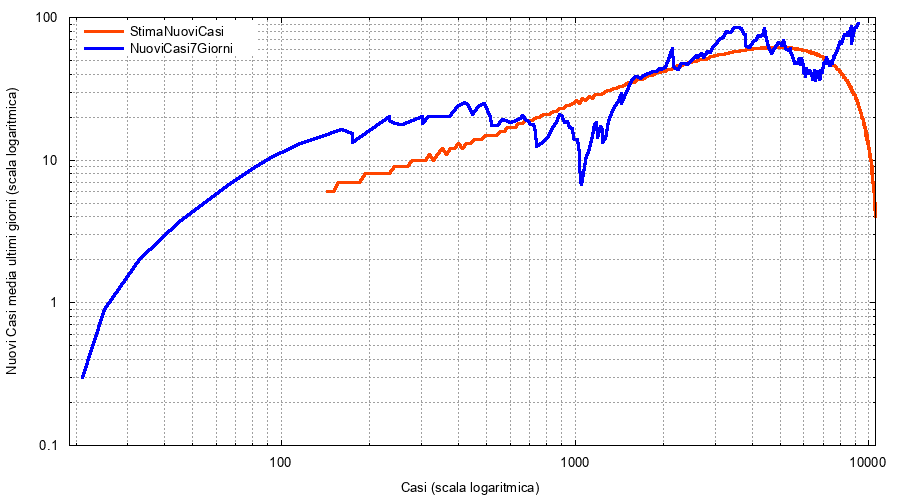 100
10
1
0.1
StimaNuoviCasi
NuoviCasi7Giorni
Nuovi Casi media ultimi giorni (scala logaritmica)
100
1000
10000
Casi (scala logaritmica)